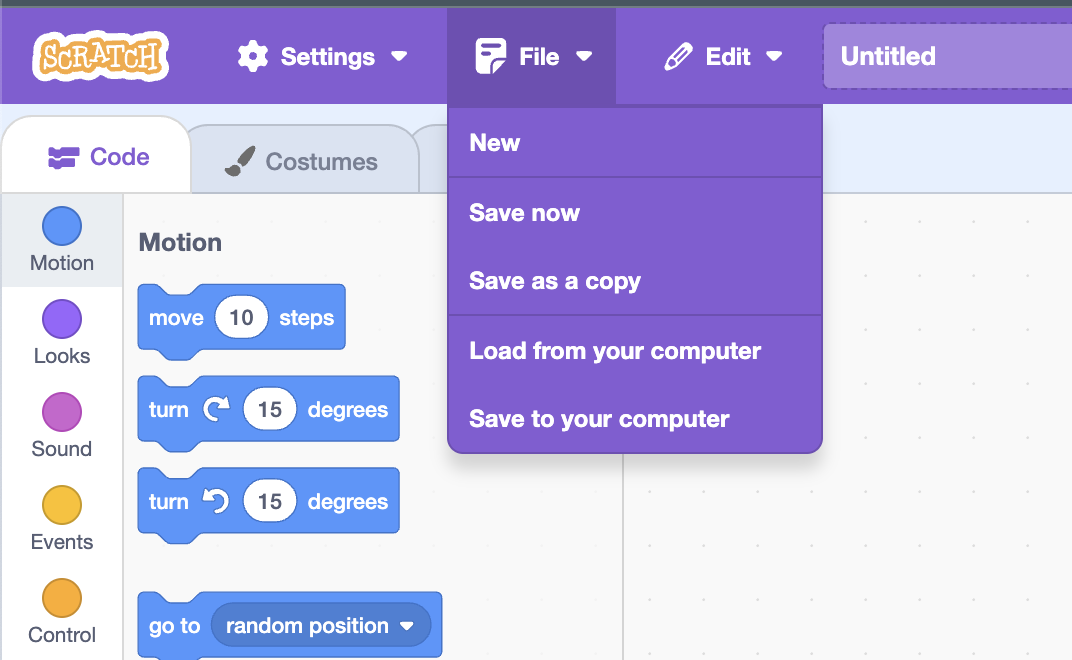 SCRATCH
Settings
File
Edit
Untitled
New
Save now
Save as a copy
Load from your computer
Save to your computer
Code
Costumes
Motion
Looks
Sound
Events
Control
Motion
move 10 steps
turn 15 degrees
turn 15 degrees
go to random position